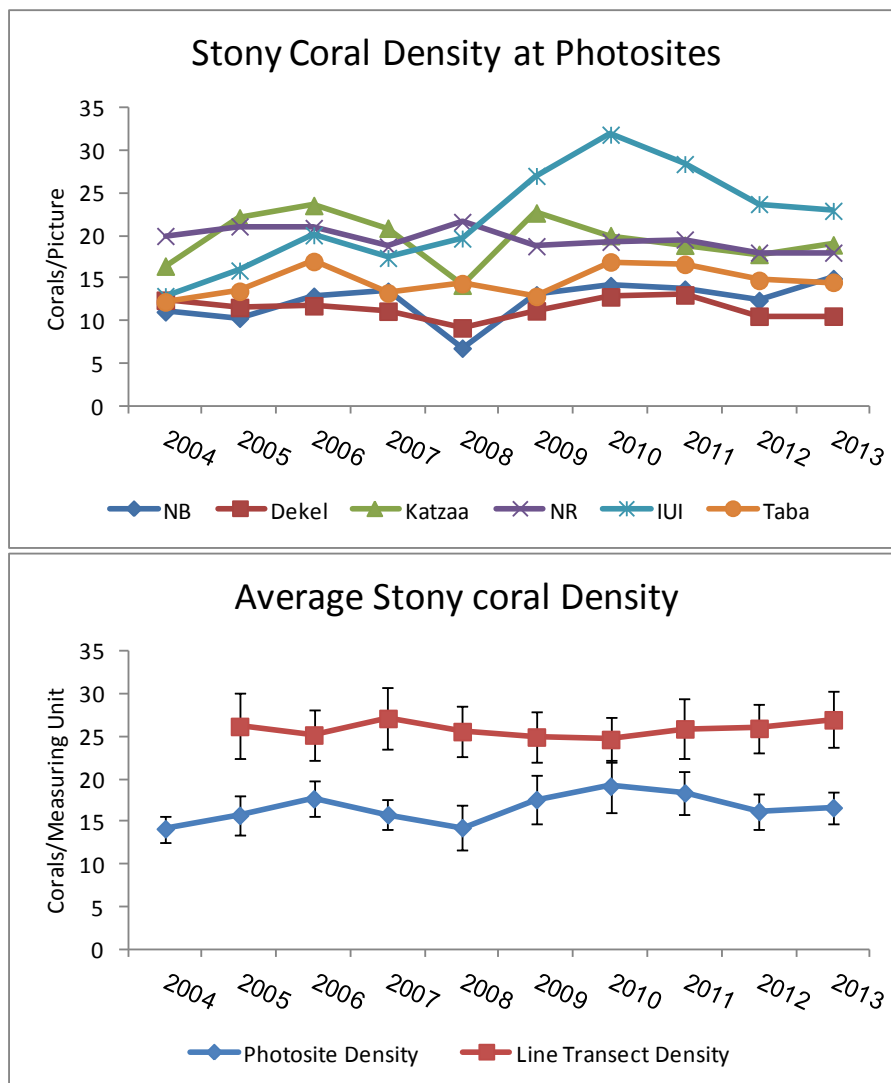 Stony Coral Density at Photosites
35
30
25
20
15
10
5
0
Corals/Picture
2004 2005 2006 2007 2008 2009 2010 2011 2012 2013
NB Dekel Katzaa NR IUI Taba
Average Stony coral Density
35
30
25
20
15
10
5
0
Corals/Measuring Unit
2004 2005 2006 2007 2008 2009 2010 2011 2012 2013
Photosite Density Line Transect Density